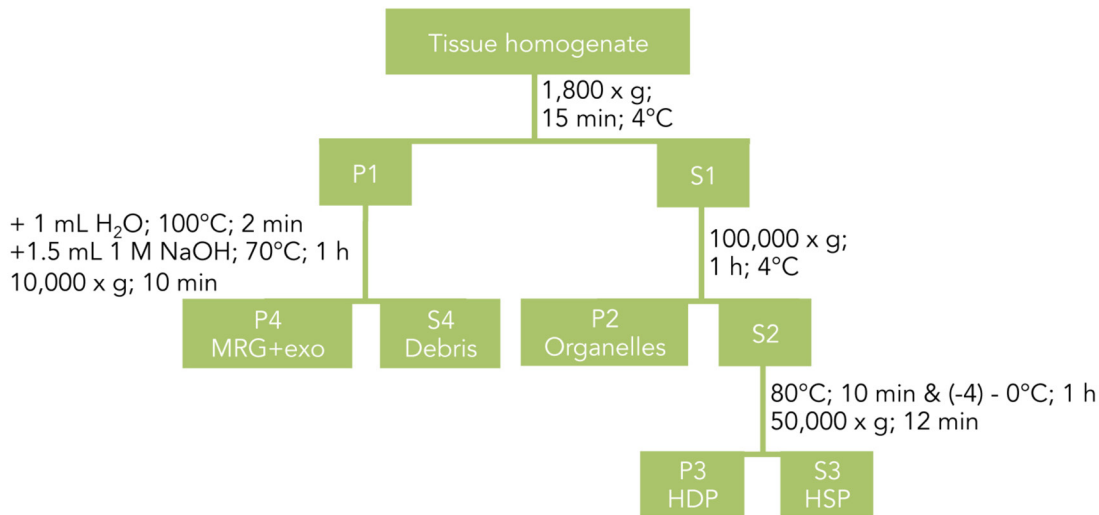 Tissue homogenate
1,800 x g;
15 min; 4°C
P1
S1
+ 1 mL H₂O; 100°C; 2 min
+1.5 mL 1 M NaOH; 70°C; 1 h
10,000 x g; 10 min
100,000 x g;
1 h; 4°C
P4
MRG+exo
S4
Debris
P2
Organelles
S2
80°C; 10 min & (-4) - 0°C; 1 h
50,000 x g; 12 min
P3
HDP
S3
HSP